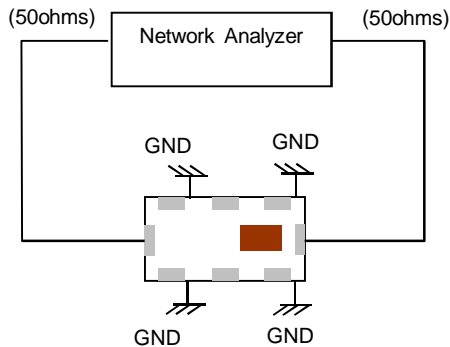 (50ohms)
(50ohms)
Network Analyzer
GND
GND
GND
GND